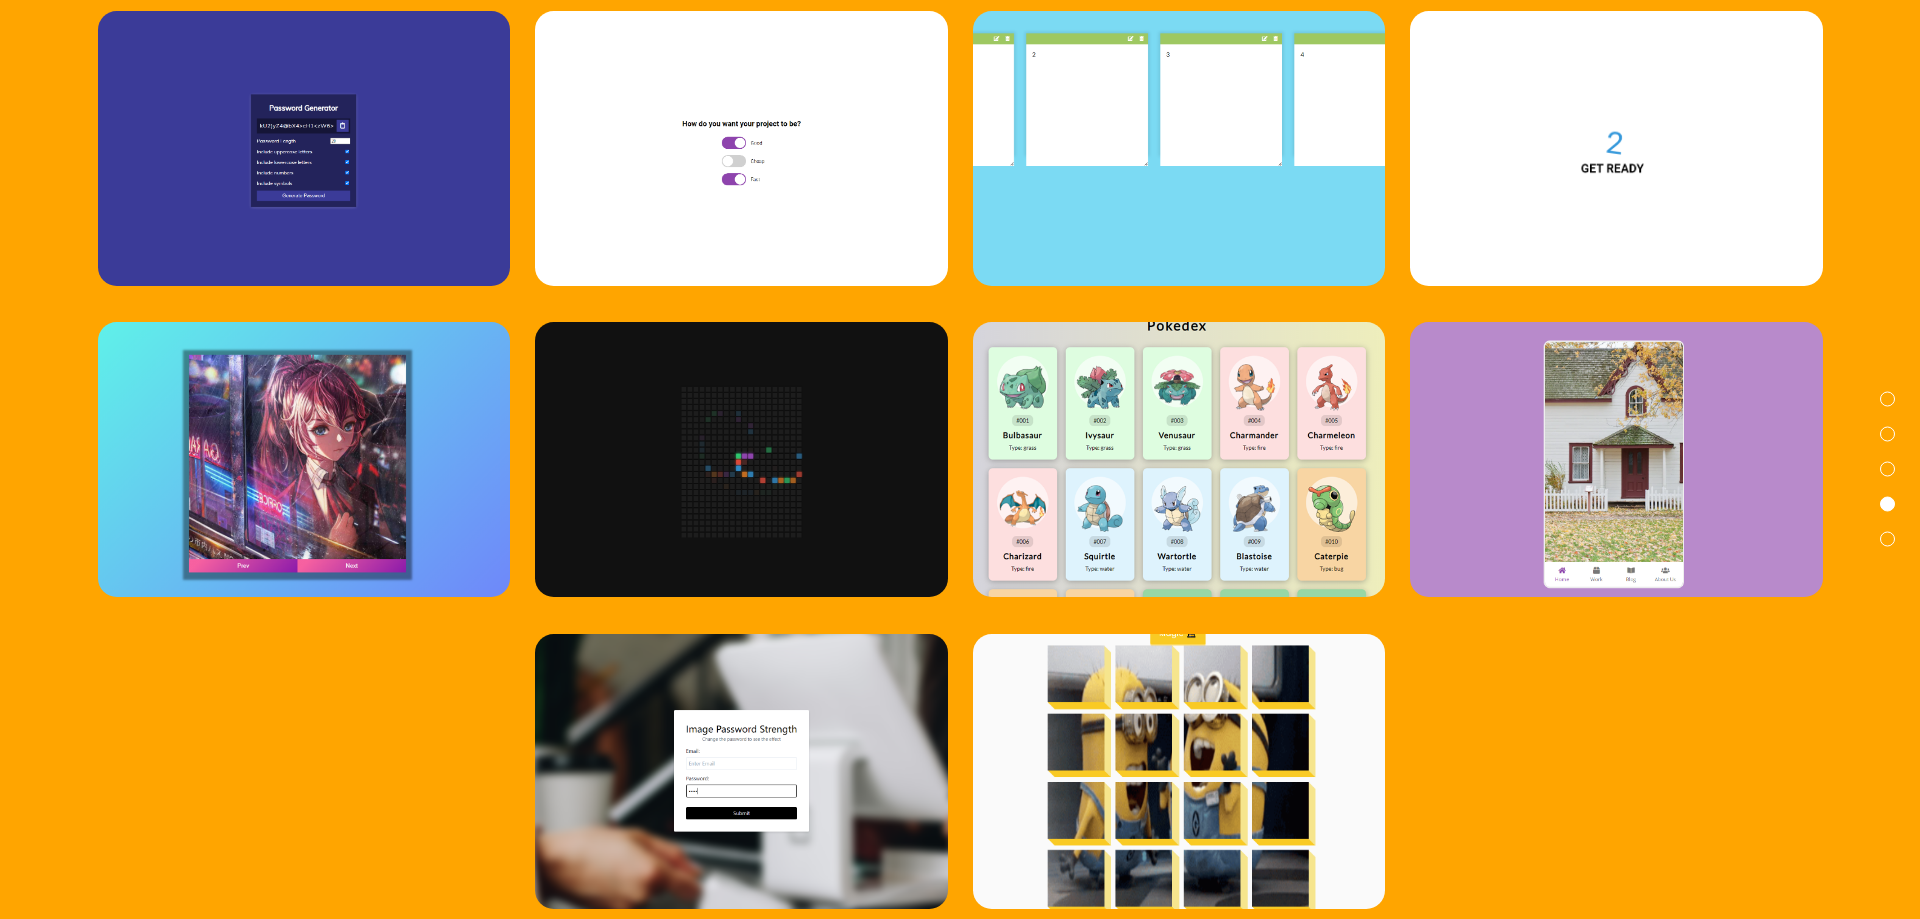 Password Generator
Password Length
Include uppercase letters
Include lowercase letters
Include numbers
Include symbols
Generate Password
How do you want your project to be?
Good
Cheap
Fast
2
3
4
2
GET READY
Prev
Next
Pokedex
#001
#002
#003
#004
#005
Bulbasaur
Ivysaur
Venusaur
Charmander
Charmeleon
Type: grass
Type: grass
Type: grass
Type: fire
Type: fire
#006
#007
#008
#009
#010
Charizard
Squirtle
Wartortle
Blastoise
Caterpie
Type: fire
Type: water
Type: water
Type: water
Type: bug
Home
Work
Blog
About Us
Image Password Strength
Change the password to see the effect
Email:
Enter Email
Password:
Submit